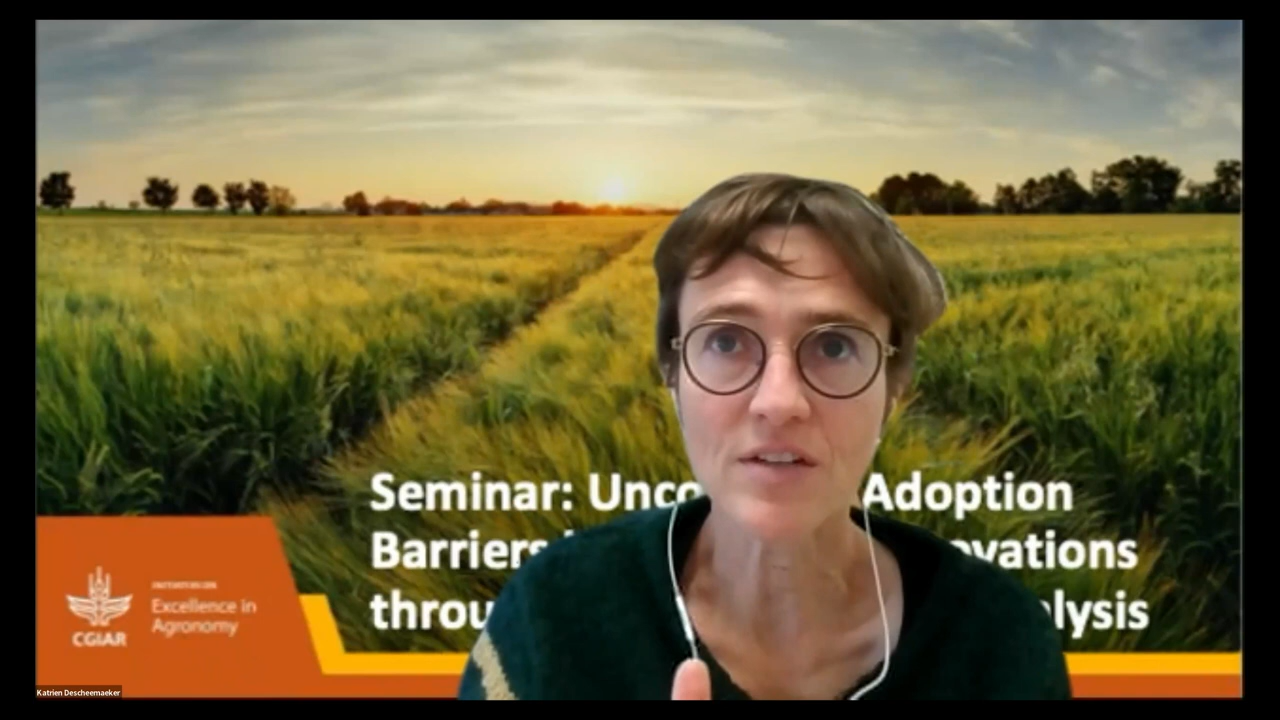 Seminar: Unco Adoption
Barriers ovations
throu lysis
INITIATIVE ON
Excellence in
Agronomy
CGIAR
Katrien Descheemaeker